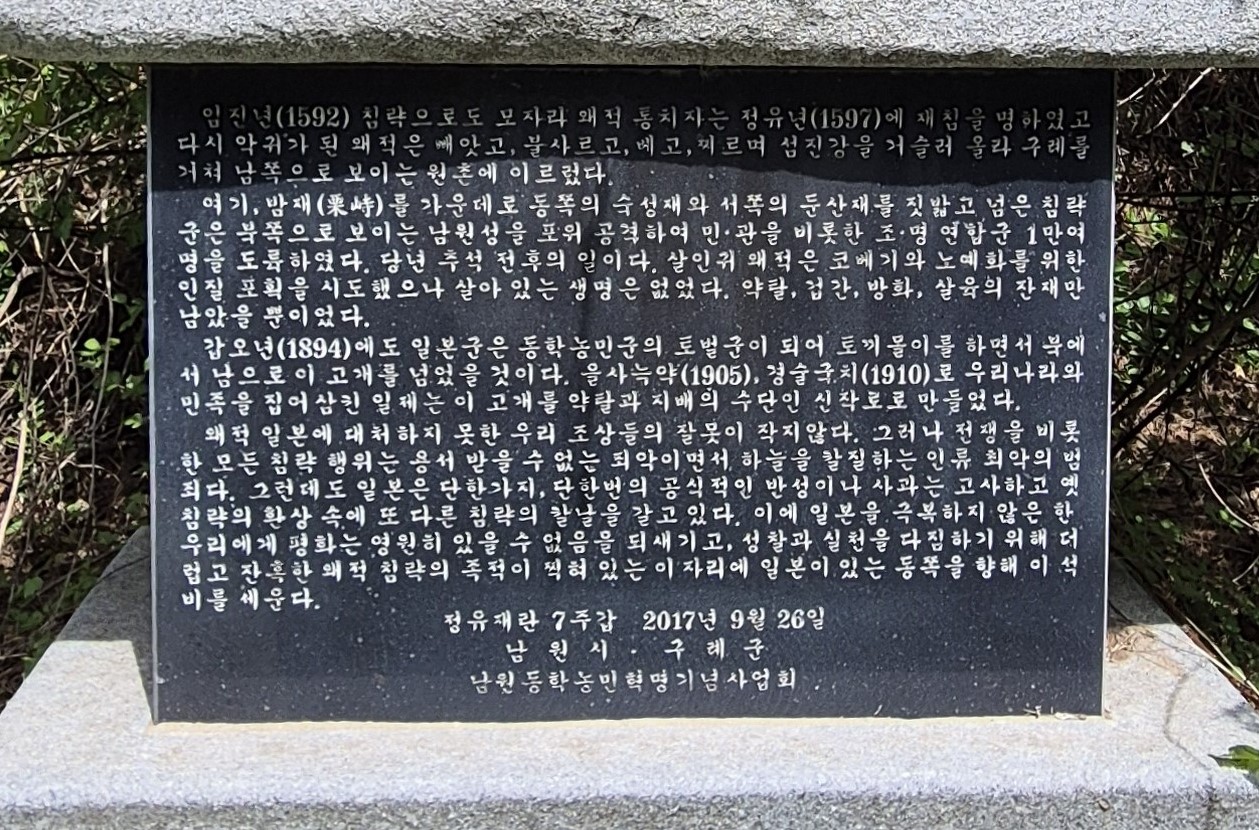 임진년(1592) 침략으로도 모자라 왜적 통치자는 정유년(1597)에 재침을 명하였고
다시 악귀가 된 왜적은 빼앗고, 불사르고, 베고, 찌르며 섬진강을 거슬러 올라 구례를
거쳐 남쪽으로 보이는 원촌에 이르렀다.
여기, 밤재(栗峙)를 가운데로 동쪽의 숙성재와 서쪽의 둔산재를 짓밟고 넘은 침략
군은 북쪽으로 보이는 남원성을 포위 공격하여 민·관을 비롯한 조·명 연합군 1만여
명을 도륙하였다. 당년 추석 전후의 일이다. 살인귀 왜적은 코베기와 노예화를 위한
인질 포획을 시도했으나 살아 있는 생명은 없었다. 약탈, 겁간, 방화, 살육의 잔재만
남았을 뿐이었다.
갑오년(1894)에도 일본군은 동학농민군의 토벌군이 되어 토끼몰이를 하면서 북에
서 남으로 이 고개를 넘었을 것이다. 을사늑약(1905), 경술국치(1910)로 우리나라와
민족을 집어삼킨 일제는 이 고개를 약탈과 지배의 수단인 신작로로 만들었다.
왜적 일본에 대처하지 못한 우리 조상들의 잘못이 작지않다. 그러나 전쟁을 비롯
한 모든 침략 행위는 용서 받을 수 없는 죄악이면서 하늘을 칼질하는 인류 최악의 범
죄다. 그런데도 일본은 단한가지, 단한번의 공식적인 반성이나 사과는 고사하고 옛
침략의 환상 속에 또 다른 침략의 칼날을 갈고 있다. 이에 일본을 극복하지 않은 한
우리에게 평화는 영원히 있을 수 없음을 되새기고, 성찰과 실천을 다짐하기 위해 더
럽고 잔혹한 왜적 침략의 족적이 찍혀 있는 이 자리에 일본이 있는 동쪽을 향해 이 석
비를 세운다.
정유재란 7주갑 2017년 9월 26일
남 원 시 · 구 례 군
남원동학농민혁명기념사업회